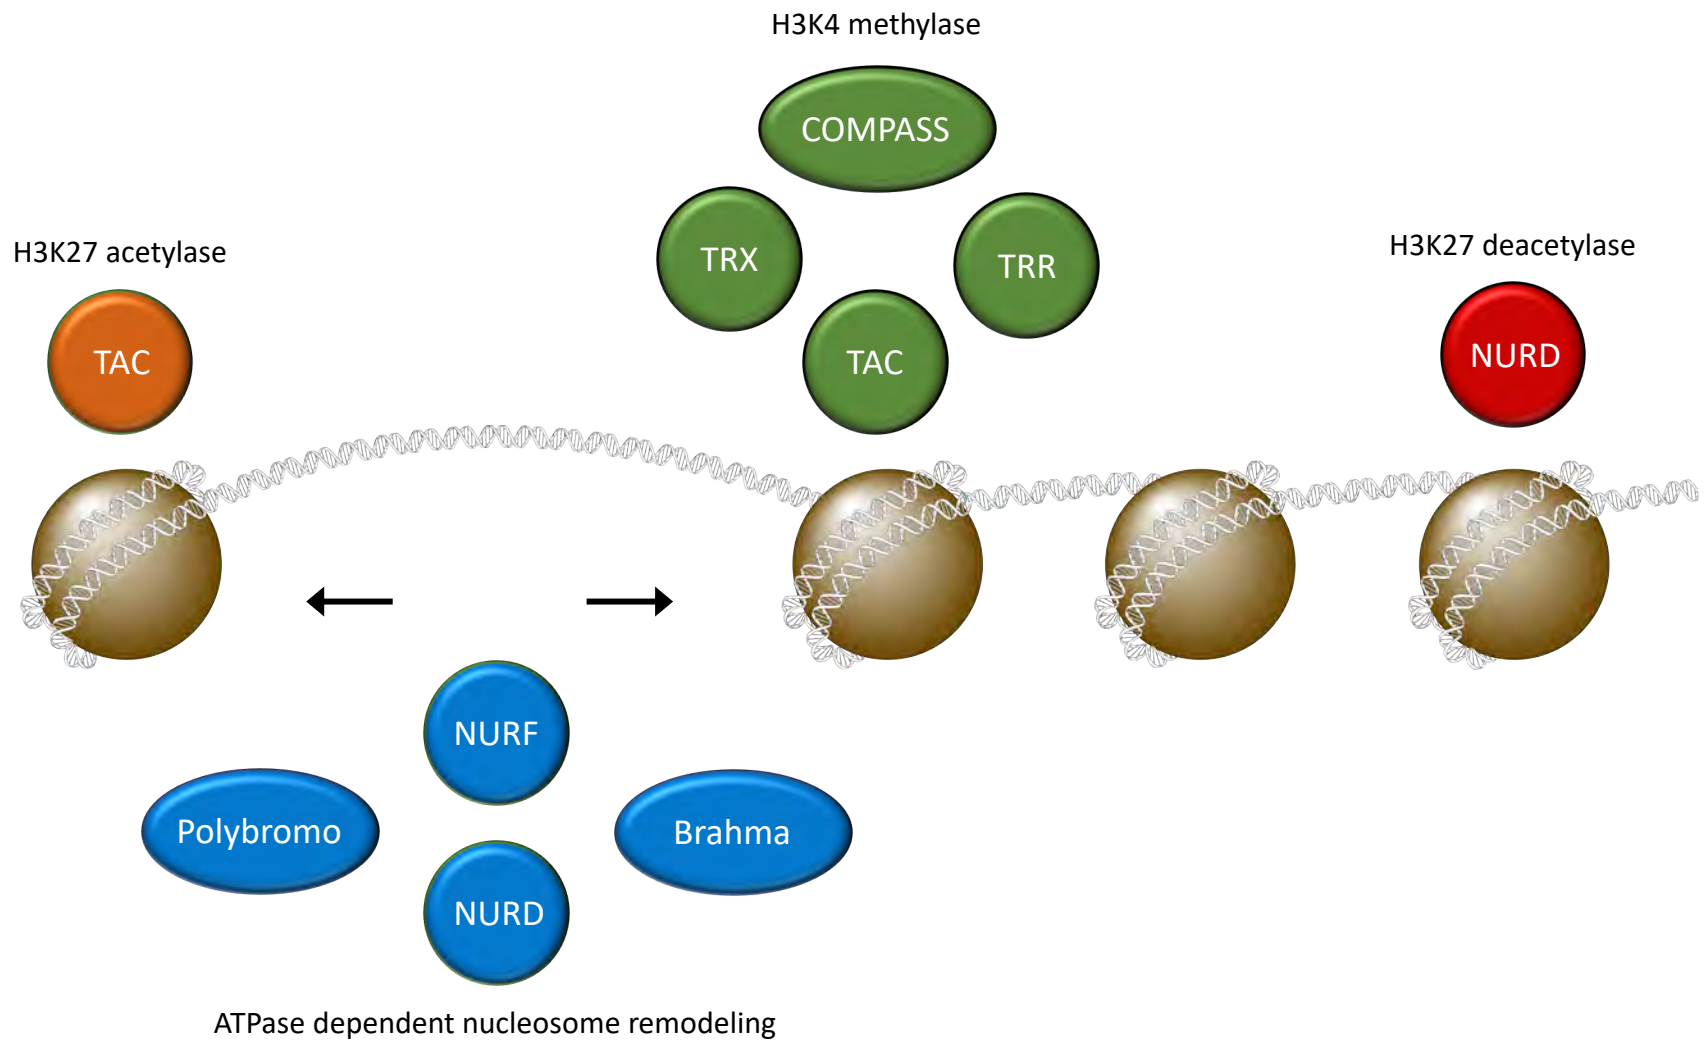 H3K4 methylase
COMPASS
TRX
TRR
TAC
H3K27 acetylase
TAC
H3K27 deacetylase
NURD
NURF
Polybromo
Brahma
NURD
ATPase dependent nucleosome remodeling